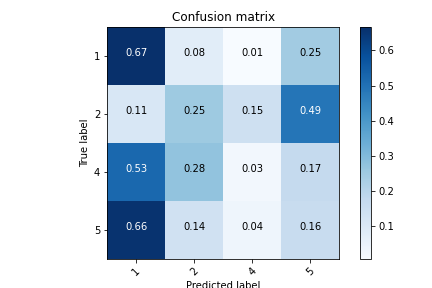 Confusion matrix
1 0.67 0.08 0.01 0.25
2 0.11 0.25 0.15 0.49
4 0.53 0.28 0.03 0.17
5 0.66 0.14 0.04 0.16
1 2 4 5
True label
Predicted label
0.6
0.5
0.4
0.3
0.2
0.1